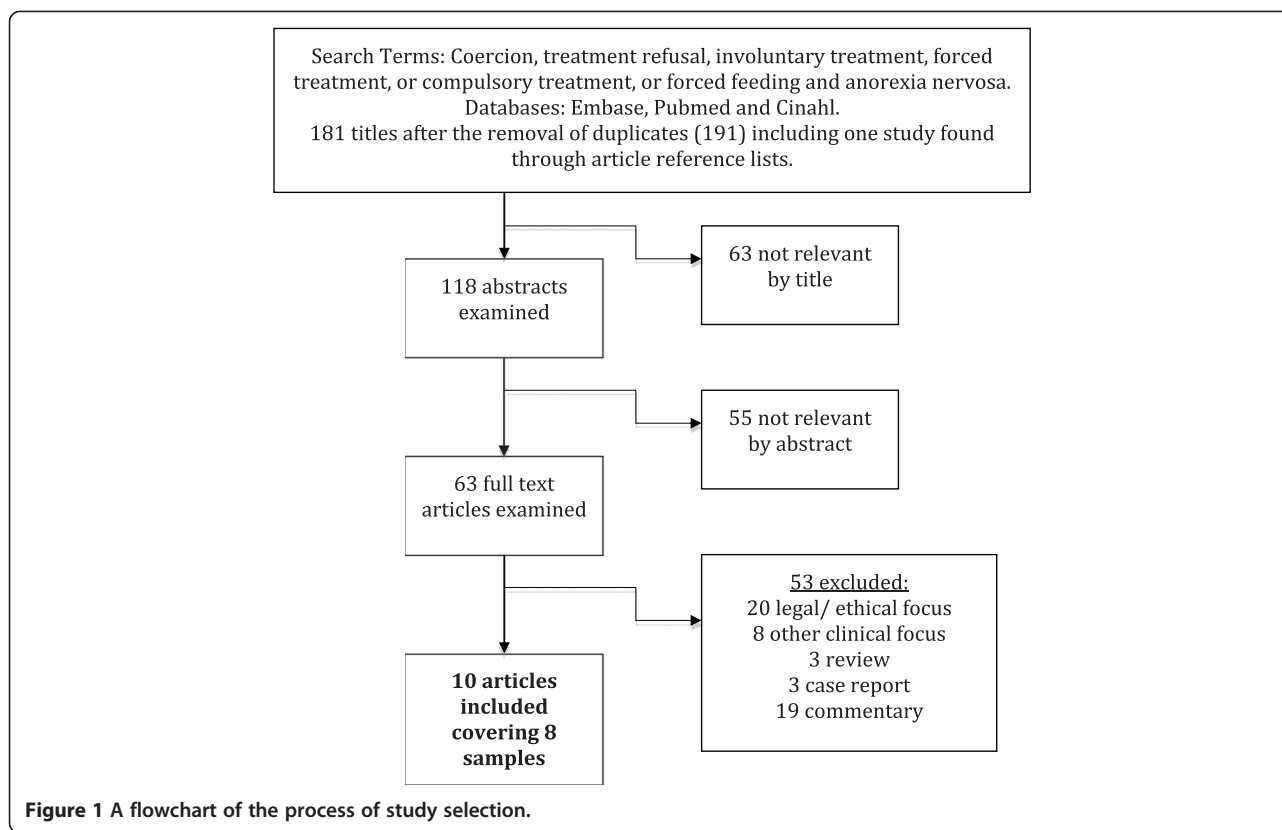 Search Terms: Coercion, treatment refusal, involuntary treatment, forced
treatment, or compulsory treatment, or forced feeding and anorexia nervosa.
Databases: Embase, Pubmed and Cinahl.
181 titles after the removal of duplicates (191) including one study found
through article reference lists.
63 not relevant
by title
118 abstracts
examined
55 not relevant
by abstract
63 full text
articles examined
53 excluded:
20 legal/ ethical focus
8 other clinical focus
3 review
3 case report
19 commentary
10 articles
included
covering 8
samples
Figure 1 A flowchart of the process of study selection.